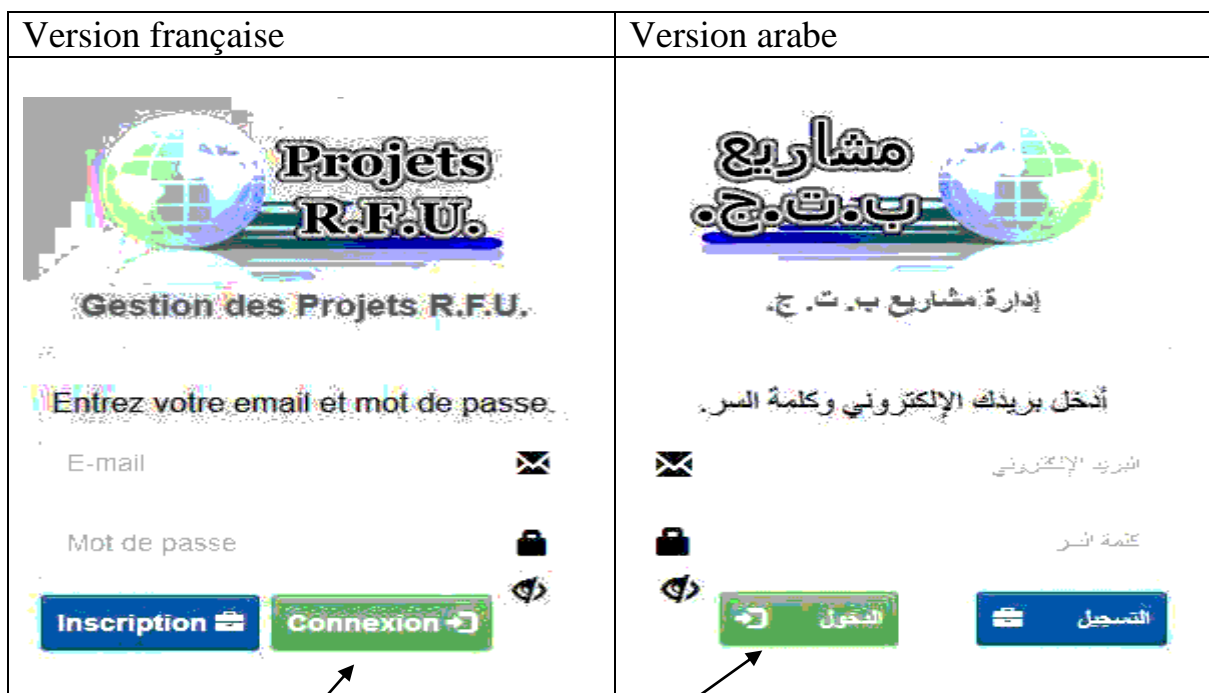 Version française
Version arabe
Projets
R.F.U.
Gestion des Projets R.F.U.
Entrez votre email et mot de passe.
E-mail
Mot de passe
Inscription
Connexion
مشاريع
ب.ت.ج.
إدارة مشاريع ب. ت. ج.
أدخل بريدك الإلكتروني وكلمة السر.
البريد الإلكتروني
كلمة السر
التسجيل
الدخول